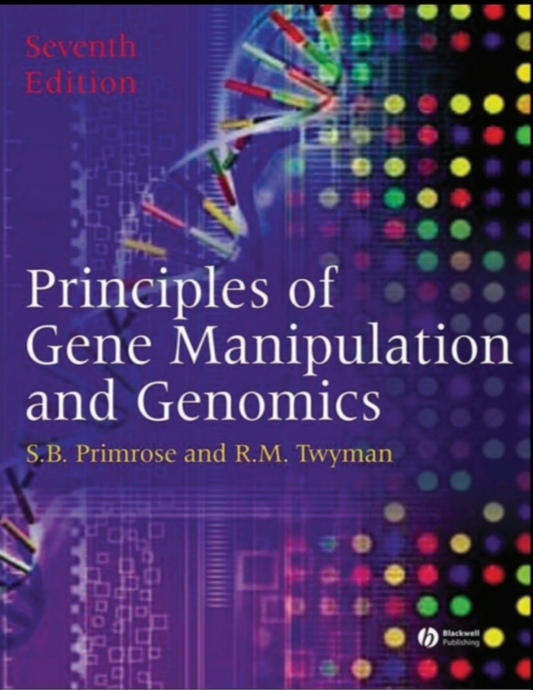 Seventh
Edition
Principles of
Gene Manipulation
and Genomics
S.B. Primrose and R.M. Twyman
Blackwell
Publishing